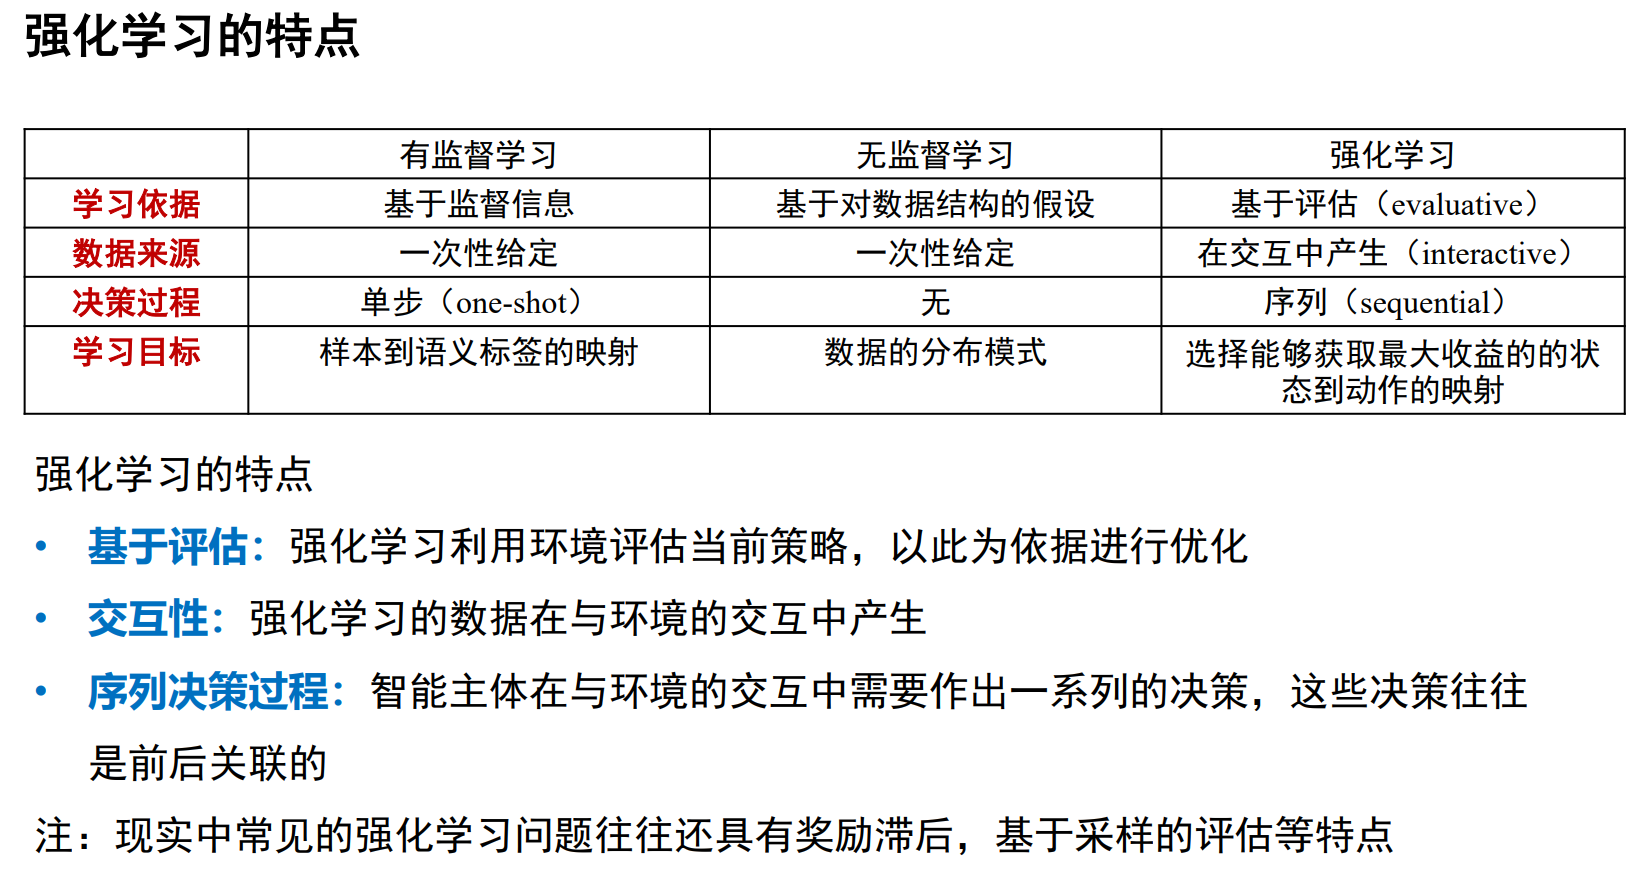 强化学习的特点
有监督学习 无监督学习 强化学习
学习依据 基于监督信息 基于对数据结构的假设 基于评估（evaluative）
数据来源 一次性给定 一次性给定 在交互中产生（interactive）
决策过程 单步（one-shot） 无 序列（sequential）
学习目标 样本到语义标签的映射 数据的分布模式 选择能够获取最大收益的的状
态到动作的映射
强化学习的特点
• 基于评估：强化学习利用环境评估当前策略，以此为依据进行优化
• 交互性：强化学习的数据在与环境的交互中产生
• 序列决策过程：智能主体在与环境的交互中需要作出一系列的决策，这些决策往往
是前后关联的
注：现实中常见的强化学习问题往往还具有奖励滞后，基于采样的评估等特点